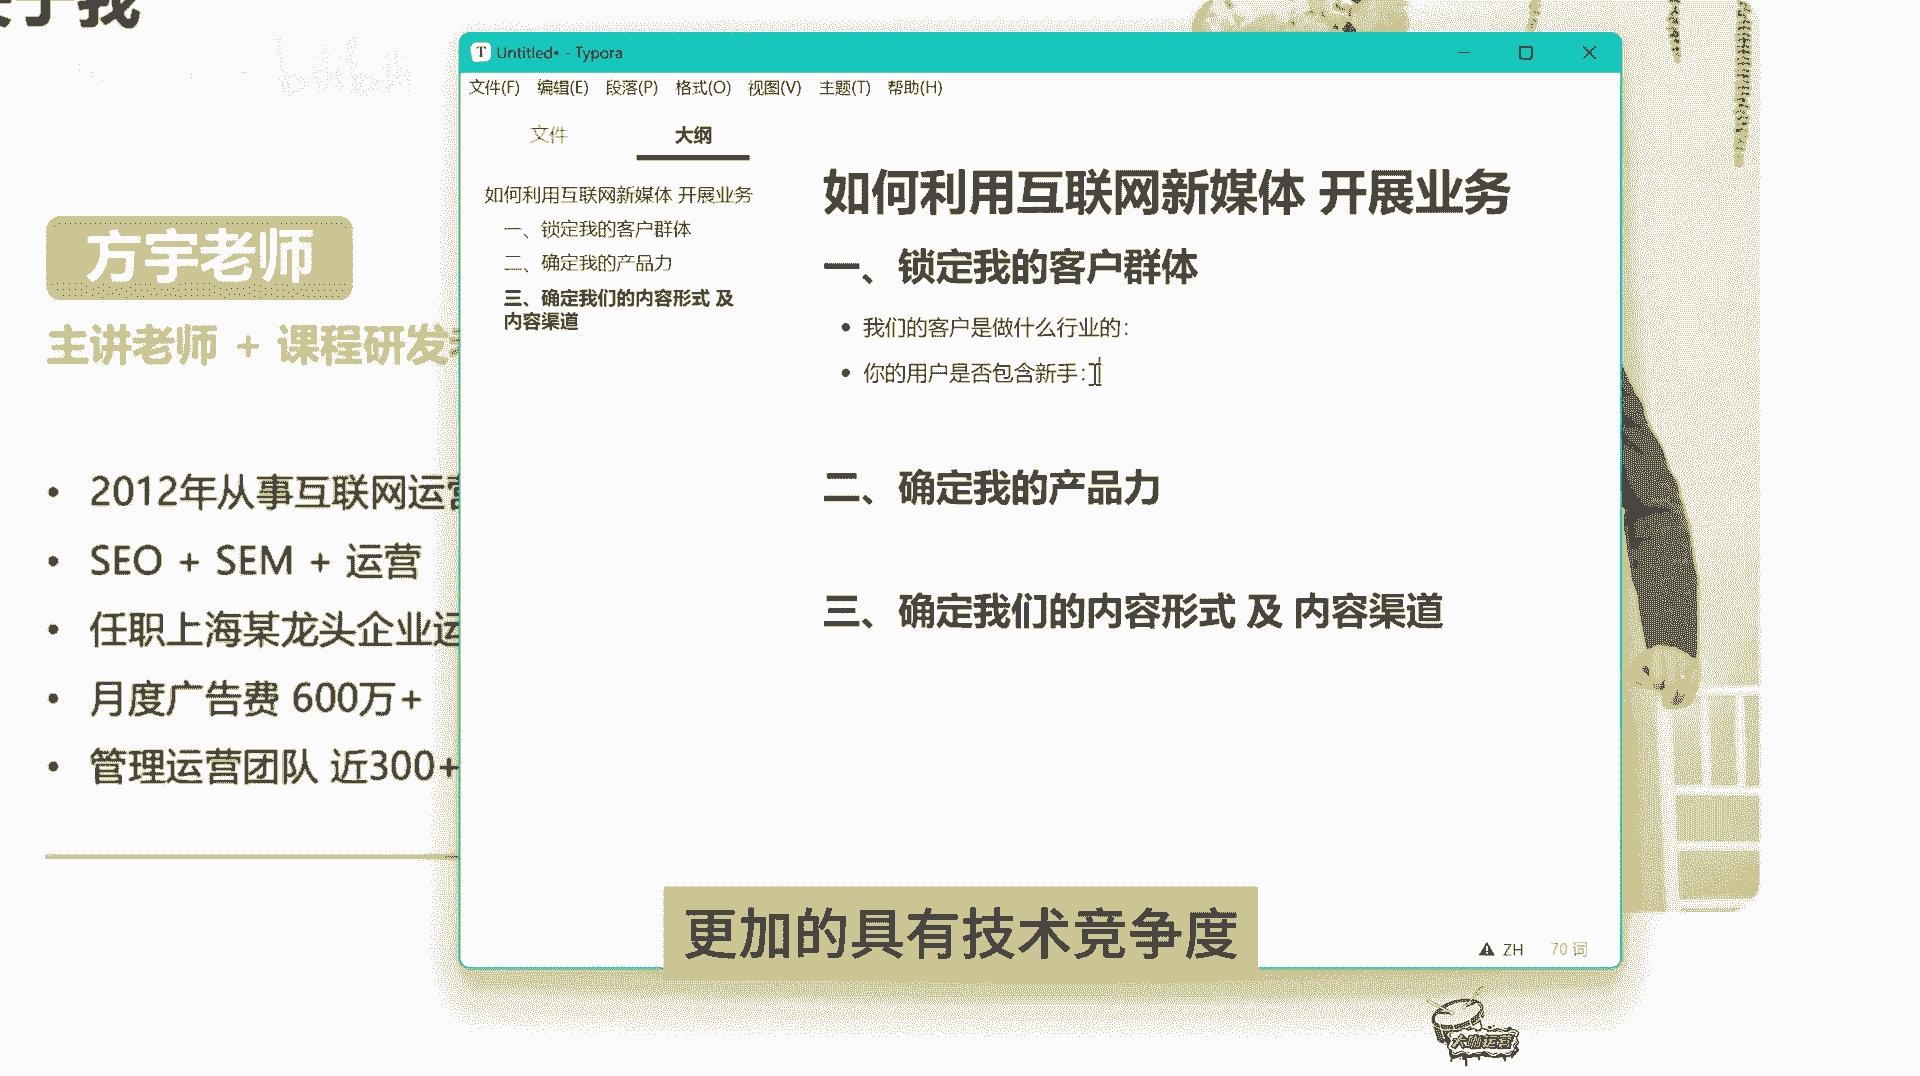 关于我
bilibili
Untitled• - Typora
文件(F) 编辑(E) 段落(P) 格式(O) 视图(V) 主题(T) 帮助(H)
文件 大纲
如何利用互联网新媒体 开展业务
一、锁定我的客户群体
二、确定我的产品力
三、确定我们的内容形式 及
内容渠道
如何利用互联网新媒体 开展业务
一、锁定我的客户群体
• 我们的客户是做什么行业的：
• 你的用户是否包含新手：
二、确定我的产品力
三、确定我们的内容形式 及 内容渠道
ZH 70 词
方宇老师
主讲老师 + 课程研发
• 2012年从事互联网运营
• SEO + SEM + 运营
• 任职上海某龙头企业运
• 月度广告费 600万+
• 管理运营团队 近300+
更加的具有技术竞争度
大咖运营